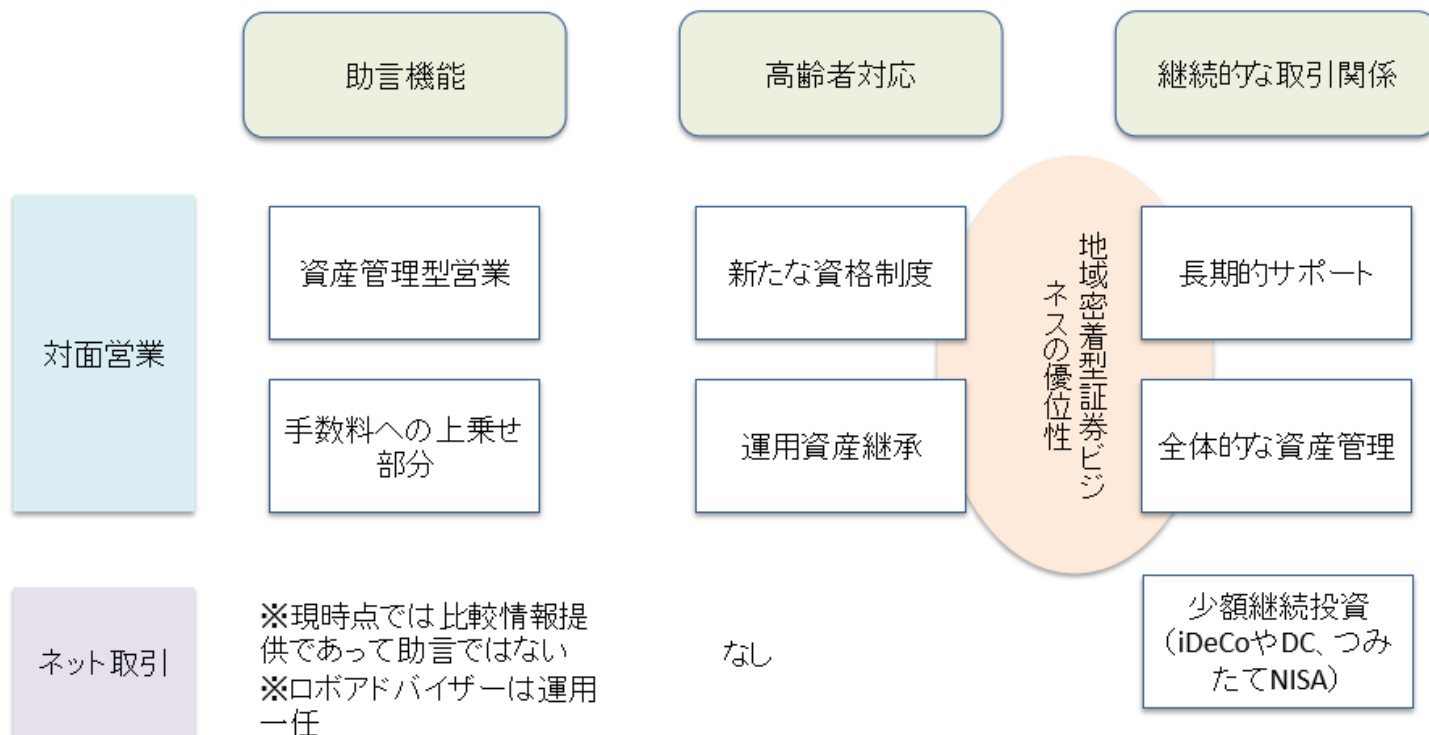 助言機能
高齢者対応
継続的な取引関係
対面営業
資産管理型営業
新たな資格制度
地域密着型証券ビジ
ネスの優位性
長期的サポート
手数料への上乗せ
部分
運用資産継承
全体的な資産管理
ネット取引
※現時点では比較情報提
供であって助言ではない
※ロボアドバイザーは運用
一任
なし
少額継続投資
（iDeCoやDC、つみ
たてNISA）